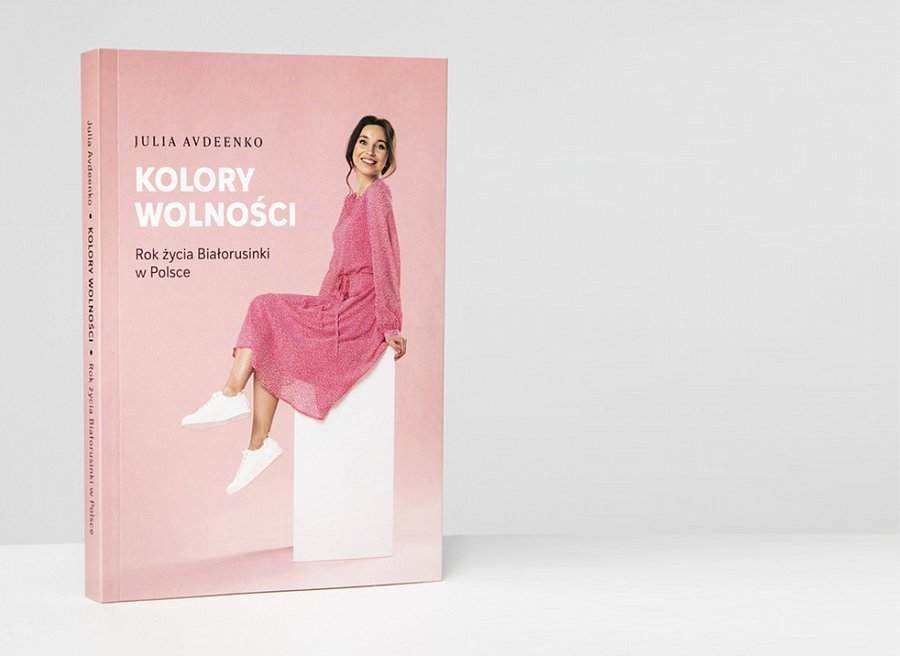 JULIA AVDEENKO
KOLORY
WOLNOŚCI
Rok życia Białorusinki
w Polsce
Julia Avdeenko • KOLORY WOLNOŚCI • Rok życia Białorusinki w Polsce